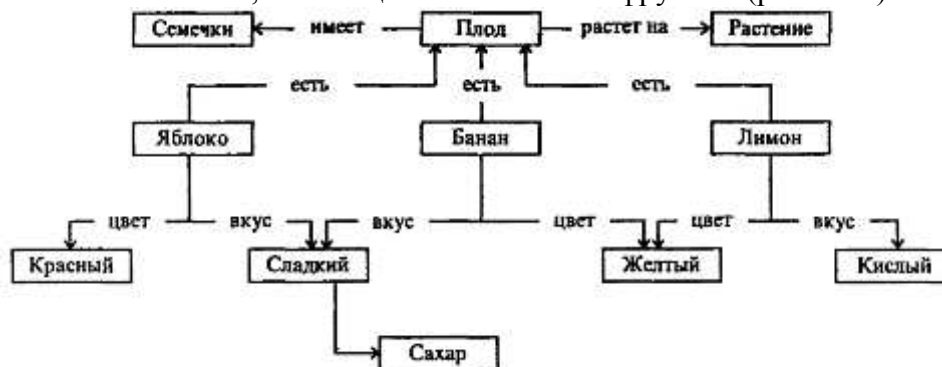 Семечки имеет Плод растет на Растение
есть есть есть
Яблоко Банан Лимон
цвет вкус вкус цвет цвет вкус
Красный Сладкий Желтый Кислый
Сахар